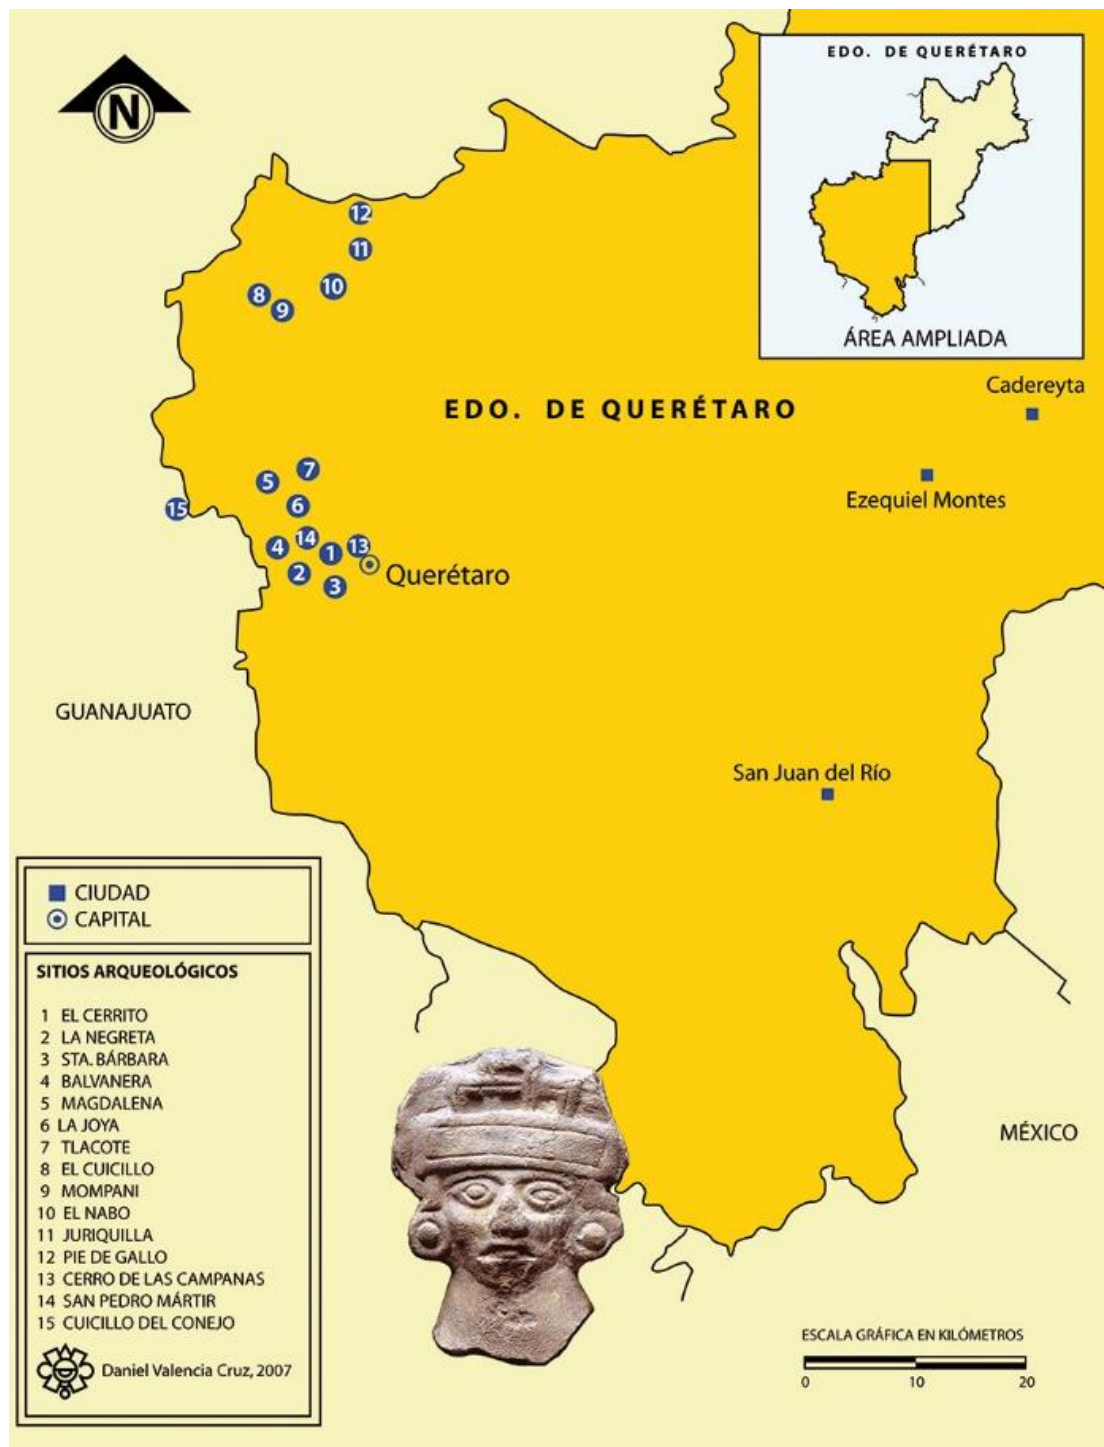 N
EDO. DE QUERÉTARO
ÁREA AMPLIADA
12
11
10
8
9
Cadereyta
EDO. DE QUERÉTARO
Ezequiel Montes
7
5
6
15
14
13
4
1
2
3
Querétaro
GUANAJUATO
San Juan del Río
CIUDAD
CAPITAL
SITIOS ARQUEOLÓGICOS
1 EL CERRITO
2 LA NEGRETA
3 STA. BÁRBARA
4 BALVANERA
5 MAGDALENA
6 LA JOYA
7 TLACOTE
8 EL CUICILLO
9 MOMPANI
10 EL NABO
11 JURIQUILLA
12 PIE DE GALLO
13 CERRO DE LAS CAMPANAS
14 SAN PEDRO MÁRTIR
15 CUICILLO DEL CONEJO
Daniel Valencia Cruz, 2007
MÉXICO
ESCALA GRÁFICA EN KILÓMETROS
0 10 20